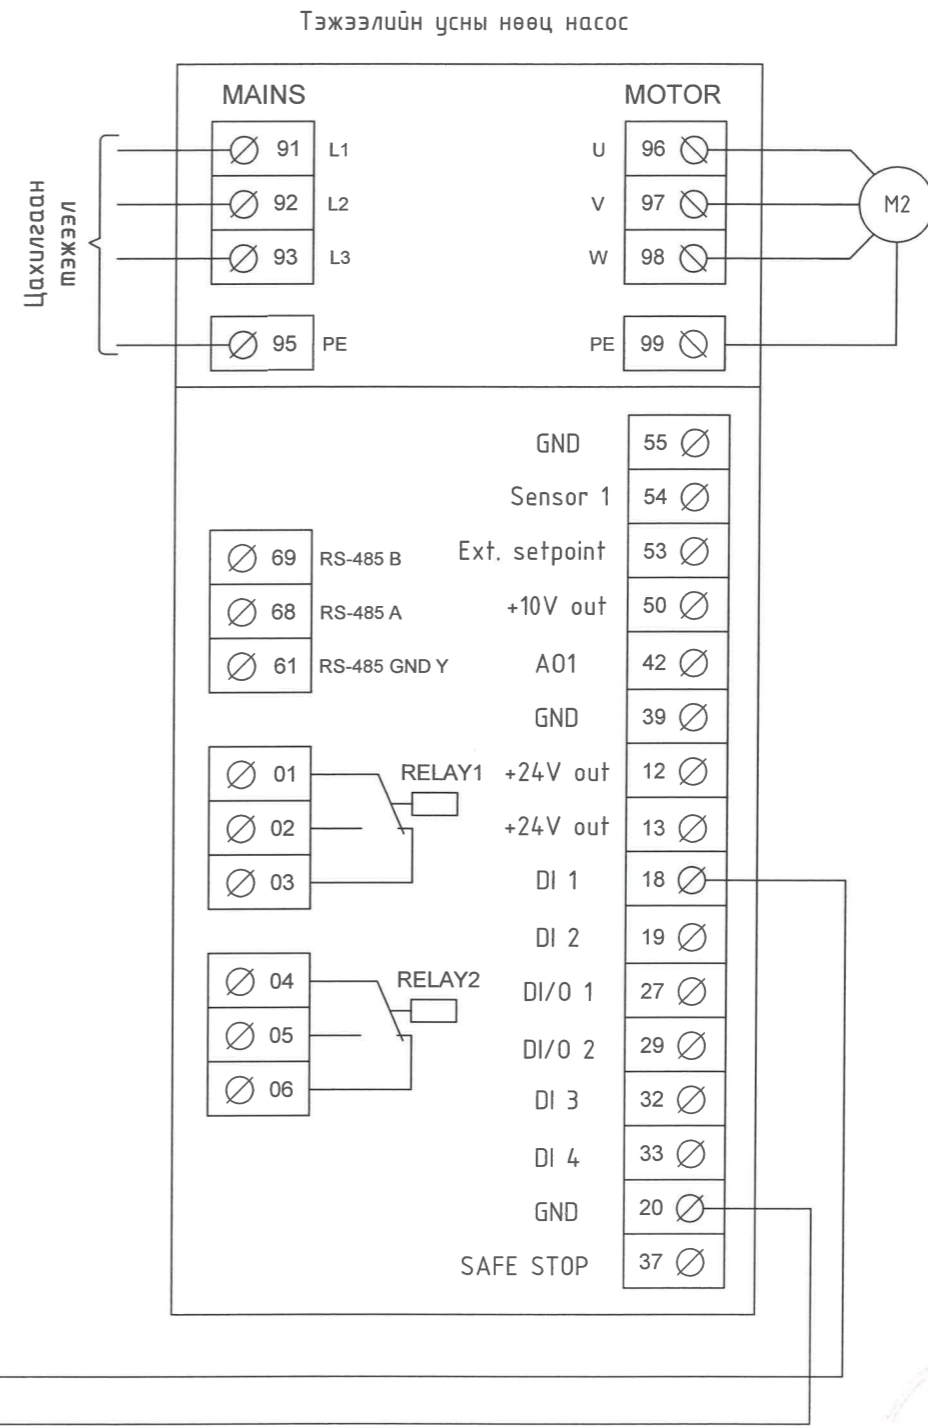 Тэжээлийн усны нөөц насос
MAINS
MOTOR
91 L1
U 96
92 L2
V 97
93 L3
W 98
M2
95 PE
PE 99
Цахилгаан
тэжээл
GND 55
Sensor 1 54
Ext. setpoint 53
+10V out 50
AO1 42
GND 39
+24V out 12
+24V out 13
DI 1 18
DI 2 19
DI/O 1 27
DI/O 2 29
DI 3 32
DI 4 33
GND 20
SAFE STOP 37
69 RS-485 B
68 RS-485 A
61 RS-485 GND Y
01
02
03
RELAY1
04
05
06
RELAY2